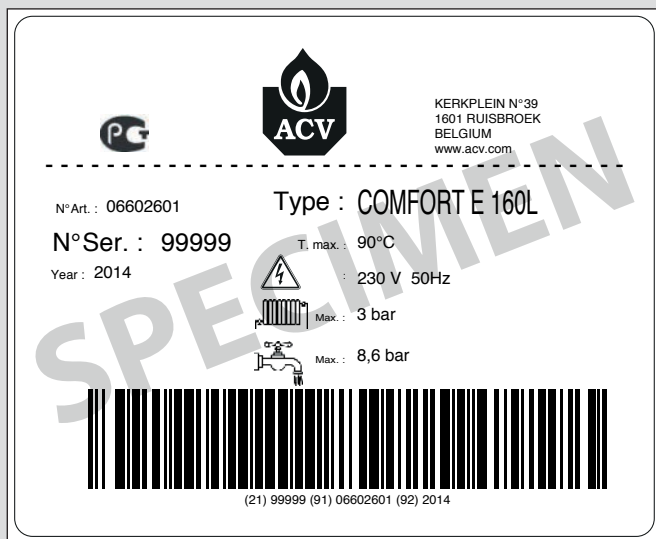 ACV
KERKPLEIN N°39
1601 RUISBROEK
BELGIUM
www.acv.com
N°Art. : 06602601
Type : COMFORT E 160L
N°Ser. : 99999
T. max. : 90°C
Year : 2014
: 230 V 50Hz
Max. : 3 bar
Max. : 8,6 bar
SPECIMEN
(21) 99999 (91) 06602601 (92) 2014